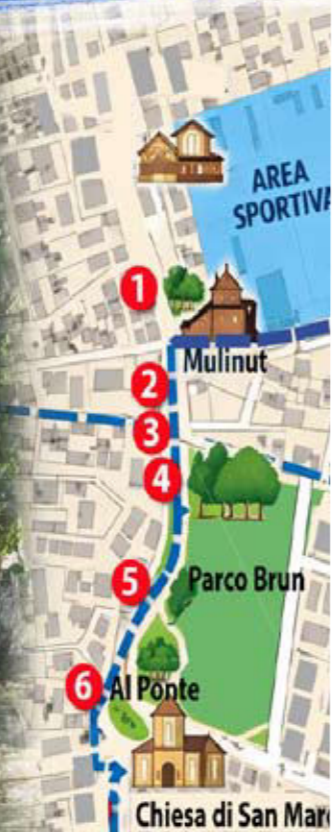 AREA
SPORTIVA
1
Mulinut
2
3
4
Parco Brun
5
6
Al Ponte
Chiesa di San Mar